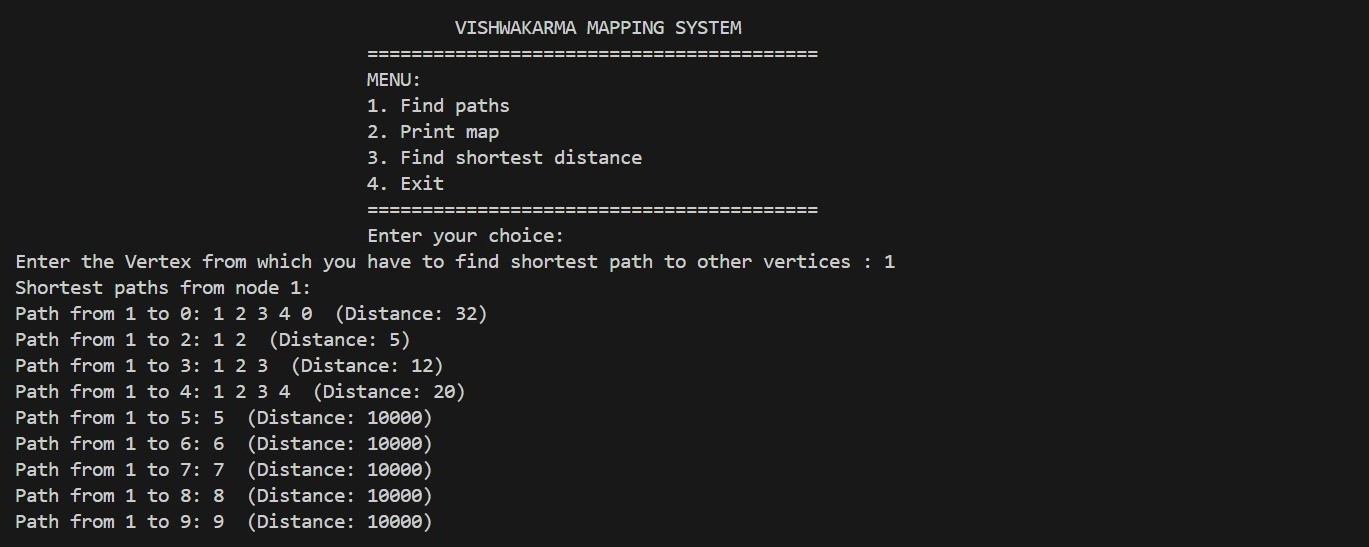 VISHWAKARMA MAPPING SYSTEM
=========================================
MENU:
1. Find paths
2. Print map
3. Find shortest distance
4. Exit
=========================================
Enter your choice:
Enter the Vertex from which you have to find shortest path to other vertices : 1
Shortest paths from node 1:
Path from 1 to 0: 1 2 3 4 0  (Distance: 32)
Path from 1 to 2: 1 2  (Distance: 5)
Path from 1 to 3: 1 2 3  (Distance: 12)
Path from 1 to 4: 1 2 3 4  (Distance: 20)
Path from 1 to 5: 5  (Distance: 10000)
Path from 1 to 6: 6  (Distance: 10000)
Path from 1 to 7: 7  (Distance: 10000)
Path from 1 to 8: 8  (Distance: 10000)
Path from 1 to 9: 9  (Distance: 10000)